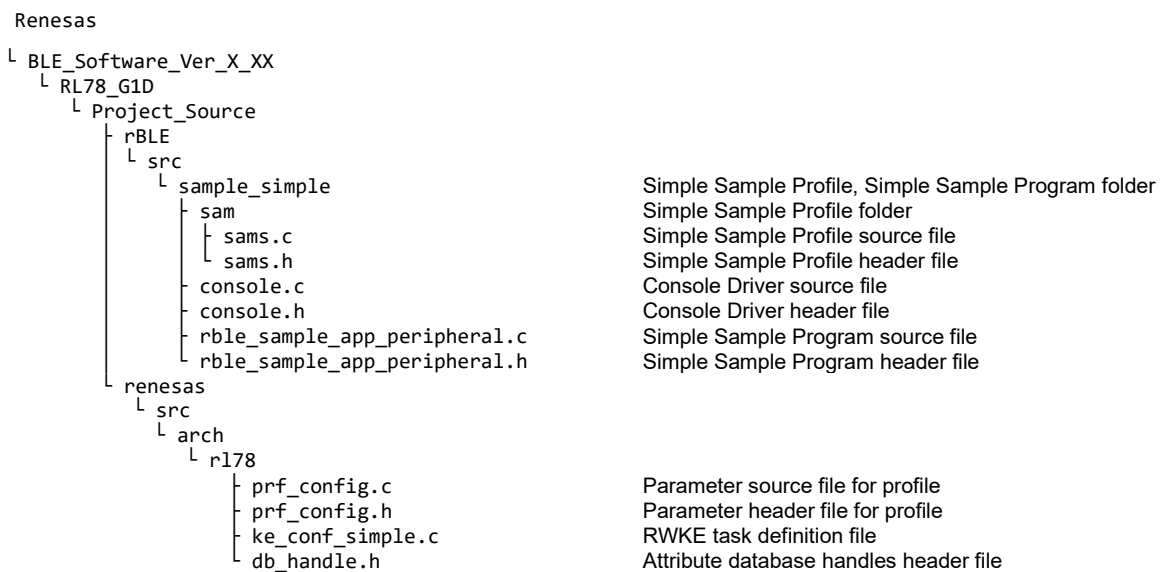 Renesas
└ BLE_Software_Ver_X_XX
└ RL78_G1D
└ Project_Source
├ rBLE
│ └ src
│ └ sample_simple Simple Sample Profile, Simple Sample Program folder
│ ├ sam Simple Sample Profile folder
│ │ ├ sams.c Simple Sample Profile source file
│ │ └ sams.h Simple Sample Profile header file
│ ├ console.c Console Driver source file
│ ├ console.h Console Driver header file
│ ├ rble_sample_app_peripheral.c Simple Sample Program source file
│ └ rble_sample_app_peripheral.h Simple Sample Program header file
└ renesas
└ src
└ arch
└ rl78
├ prf_config.c Parameter source file for profile
├ prf_config.h Parameter header file for profile
├ ke_conf_simple.c RWKE task definition file
└ db_handle.h Attribute database handles header file